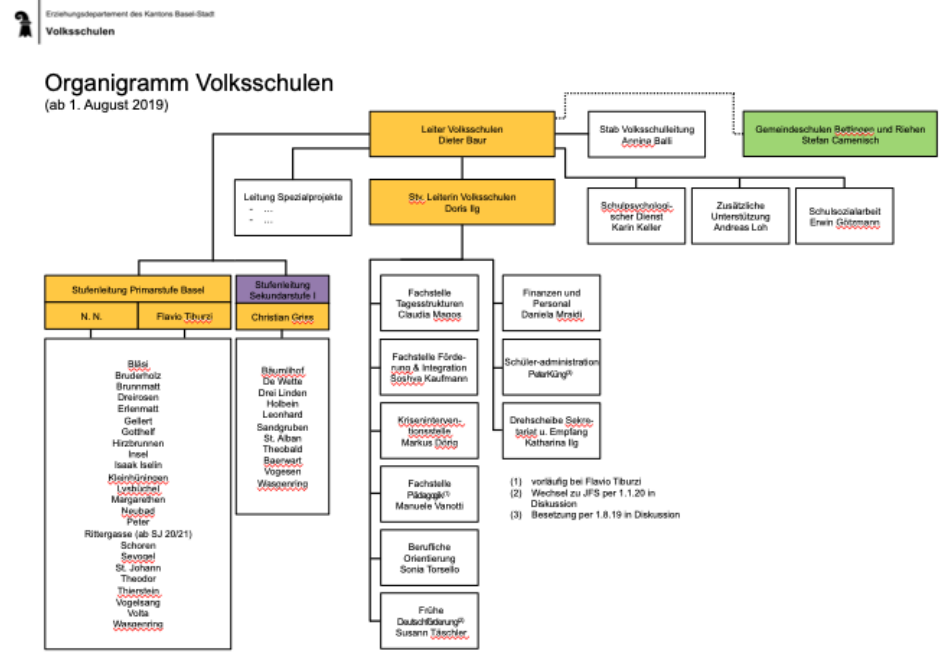 Erziehungsdepartement des Kantons Basel-Stadt
Volksschulen
Organigramm Volksschulen
(ab 1. August 2019)
Leiter Volksschulen
Dieter Baur
Stab Volksschulleitung
Annina Balli
Gemeindeschulen Bettingen und Riehen
Stefan Camenisch
Leitung Spezialprojekte
- ...
- ...
Stv. Leiterin Volksschulen
Doris Ilg
Schulpsychologi-
scher Dienst
Karin Keller
Zusätzliche
Unterstützung
Andreas Loh
Schulsozialarbeit
Erwin Götzmann
Stufenleitung Primarstufe Basel
N. N.
Flavio Tiburzi
Stufenleitung
Sekundarstufe I
Christian Griss
Bläsi
Bruderholz
Brunnmatt
Dreirosen
Erlenmatt
Gellert
Gotthelf
Hirzbrunnen
Insel
Isaak Iselin
Kleinhüningen
Lysbüchel
Margarethen
Neubad
Peter
Rittergasse (ab SJ 20/21)
Schoren
Sevogel
St. Johann
Theodor
Thierstein
Vogelsang
Volta
Wasgenring
Bäumlihof
De Wette
Drei Linden
Holbein
Leonhard
Sandgruben
St. Alban
Theobald
Baerwart
Vogesen
Wasgenring
Fachstelle
Tagesstrukturen
Claudia Magos
Fachstelle Förde-
rung & Integration
Soshya Kaufmann
Kriseninterven-
tionsstelle
Markus Dörig
Fachstelle
Pädagogik(1)
Manuele Vanotti
Berufliche
Orientierung
Sonia Torsello
Frühe
Deutschförderung(2)
Susann Täschler
Finanzen und
Personal
Daniela Mraidi
Schüler-administration
PeterKüng(3)
Drehscheibe Sekre-
tariat u. Empfang
Katharina Ilg
(1) vorläufig bei Flavio Tiburzi
(2) Wechsel zu JFS per 1.1.20 in
Diskussion
(3) Besetzung per 1.8.19 in Diskussion